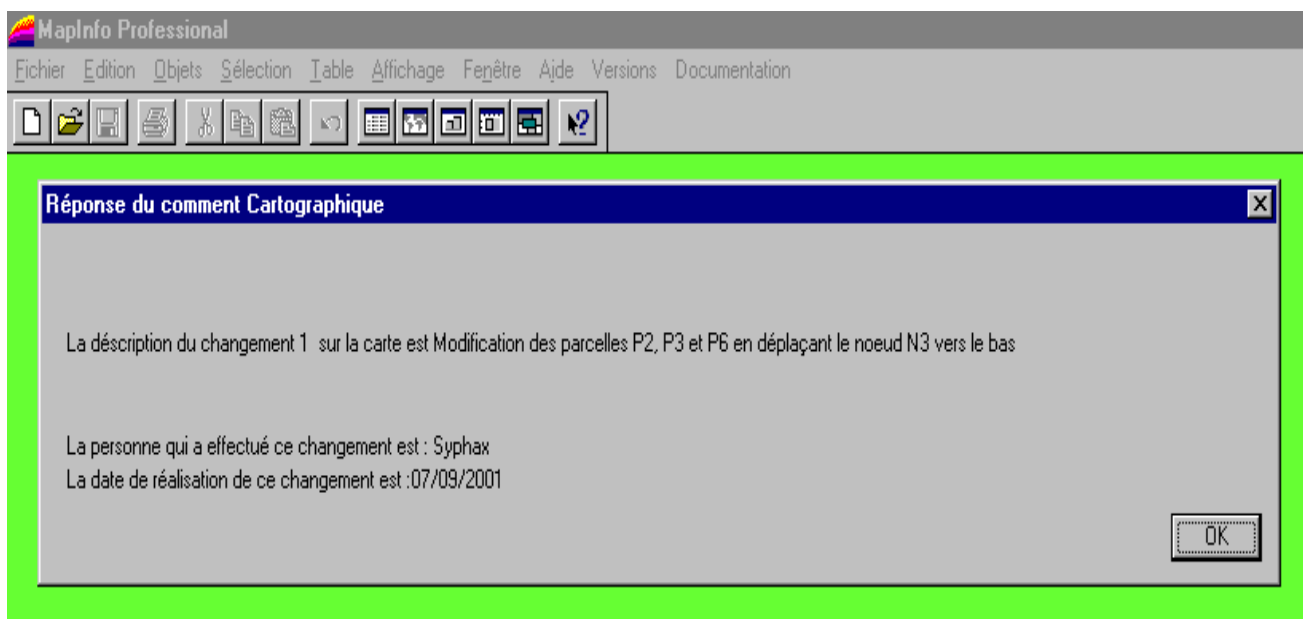 MapInfo Professional
Fichier Edition Objets Sélection Table Affichage Fenêtre Aide Versions Documentation
Réponse du comment Cartographique
La déscription du changement 1 sur la carte est Modification des parcelles P2, P3 et P6 en déplaçant le noeud N3 vers le bas
La personne qui a effectué ce changement est : Syphax
La date de réalisation de ce changement est :07/09/2001
OK